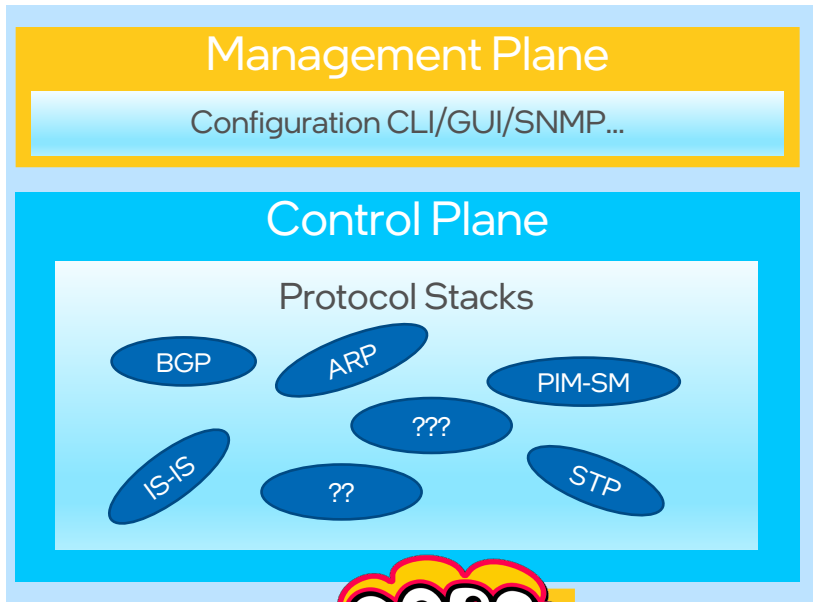 Management Plane
Configuration CLI/GUI/SNMP...
Control Plane
Protocol Stacks
BGP
ARP
PIM-SM
???
IS-IS
??
STP